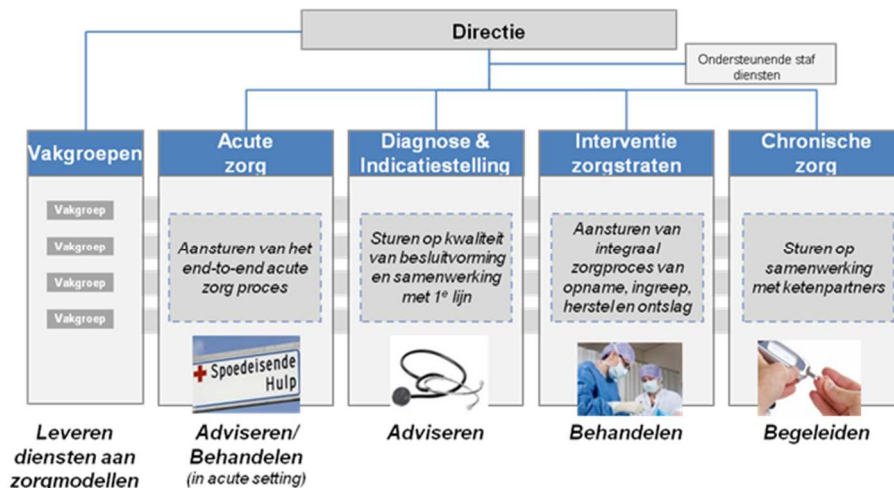 Directie
Ondersteunende staf
diensten
Vakgroepen
Vakgroep
Vakgroep
Vakgroep
Vakgroep
Leveren
diensten aan
zorgmodellen
Acute
zorg
Aansturen van het
end-to-end acute
zorg proces
Spoedeisende
Hulp
Adviseren/
Behandelen
(in acute setting)
Diagnose &
Indicatiestelling
Sturen op kwaliteit
van besluitvorming
en samenwerking
met 1e lijn
Adviseren
Interventie
zorgstraten
Aansturen van
integraal
zorgproces van
opname, ingreep,
herstel en ontslag
Behandelen
Chronische
zorg
Sturen op
samenwerking
met ketenpartners
Begeleiden